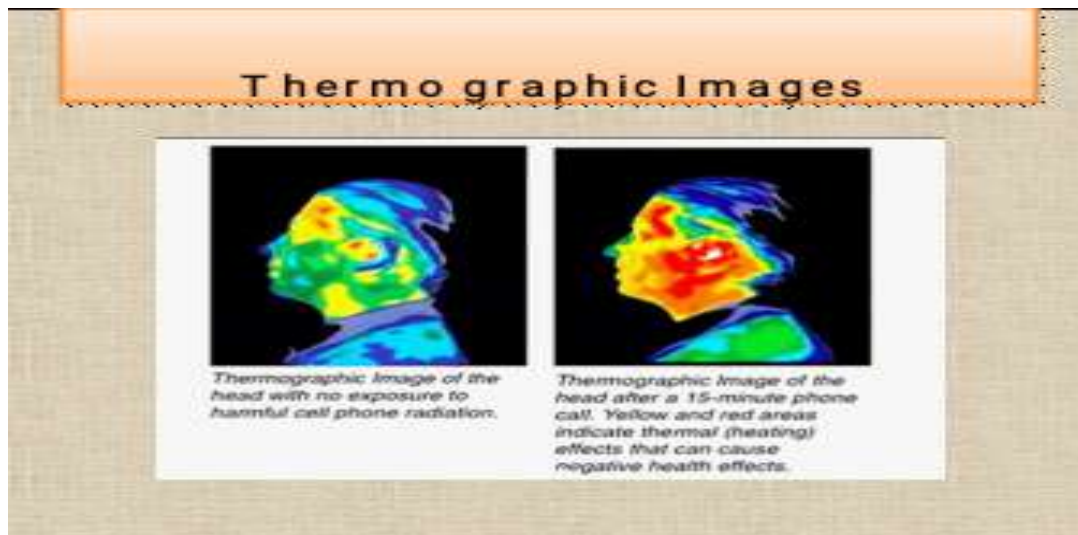 Thermo graphic Images
Thermographic Image of the
head with no exposure to
harmful cell phone radiation.
Thermographic Image of the
head after a 15-minute phone
call. Yellow and red areas
indicate thermal (heating)
effects that can cause
negative health effects.